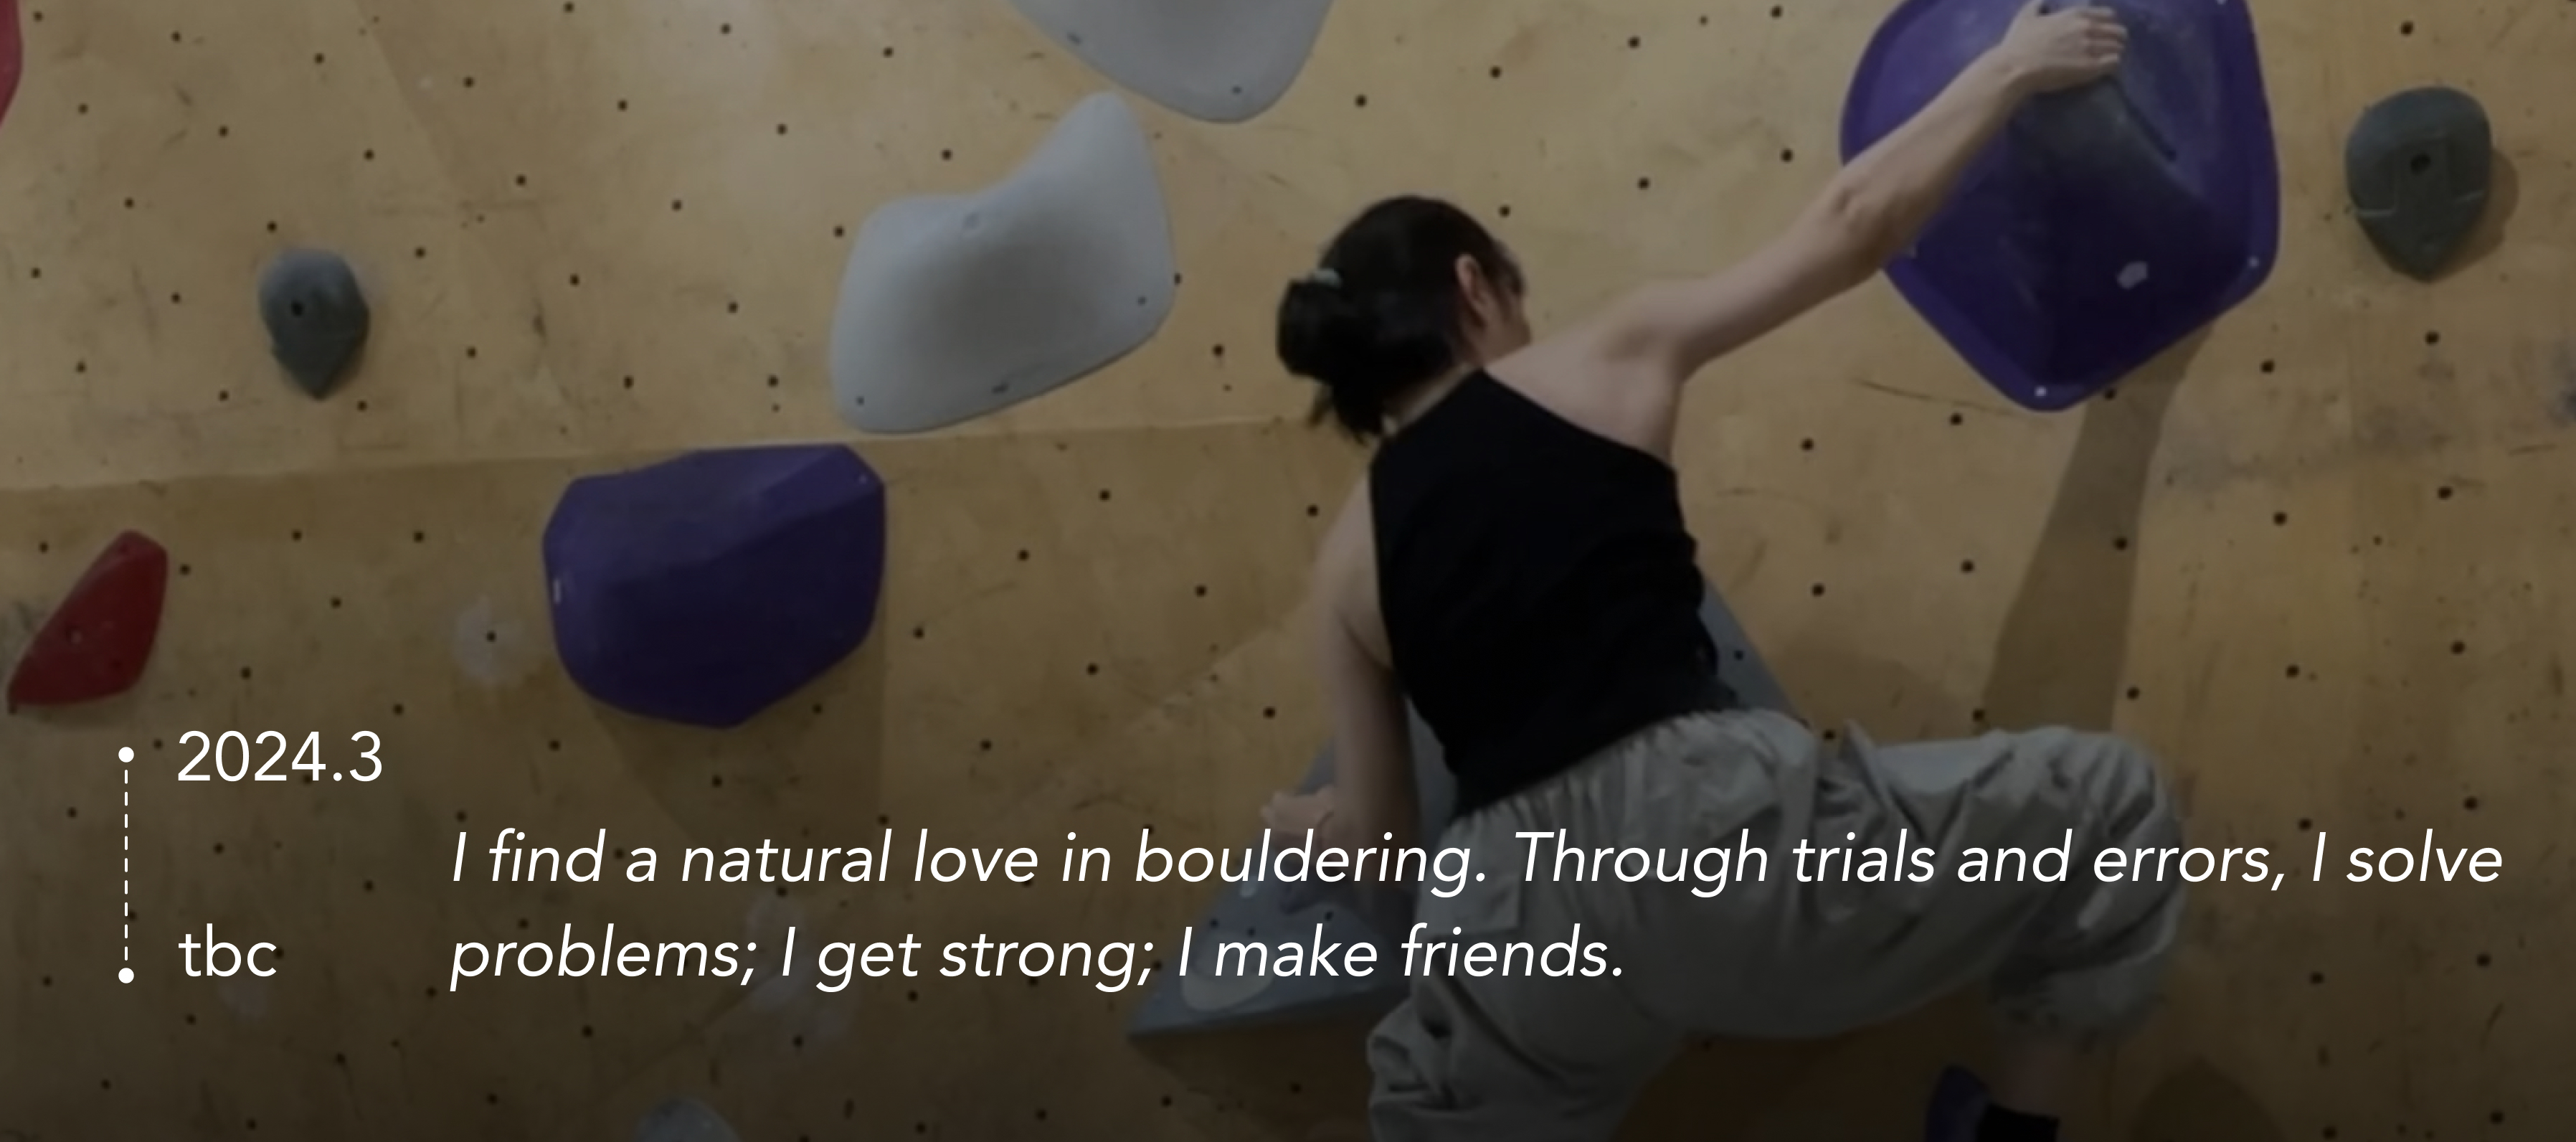 2024.3
I find a natural love in bouldering. Through trials and errors, I solve
tbc
problems; I get strong; I make friends.